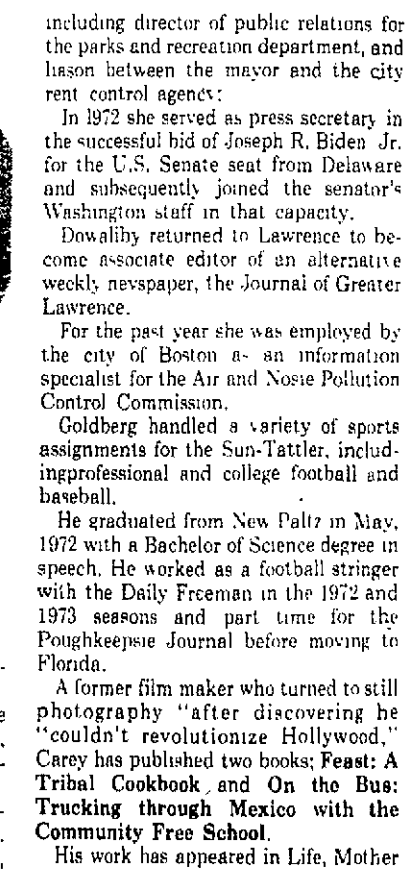 including director of public relations for
the parks and recreation department, and
liason between the mayor and the city
rent control agency;
In 1972 she served as press secretary in
the successful bid of Joseph R. Biden Jr.
for the U.S. Senate seat from Delaware
and subsequently joined the senator's
Washington staff in that capacity.
Dowaliby returned to Lawrence to be-
come associate editor of an alternative
weekly newspaper, the Journal of Greater
Lawrence.
For the past year she was employed by
the city of Boston as an information
specialist for the Air and Nosie Pollution
Control Commission.
Goldberg handled a variety of sports
assignments for the Sun-Tattler, includ-
ingprofessional and college football and
baseball.
He graduated from New Paltz in May,
1972 with a Bachelor of Science degree in
speech. He worked as a football stringer
with the Daily Freeman in the 1972 and
1973 seasons and part time for the
Poughkeepsie Journal before moving to
Florida.
A former film maker who turned to still
photography "after discovering he
"couldn't revolutionize Hollywood,"
Carey has published two books; Feast: A
Tribal Cookbook, and On the Bus:
Trucking through Mexico with the
Community Free School.
His work has appeared in Life, Mother